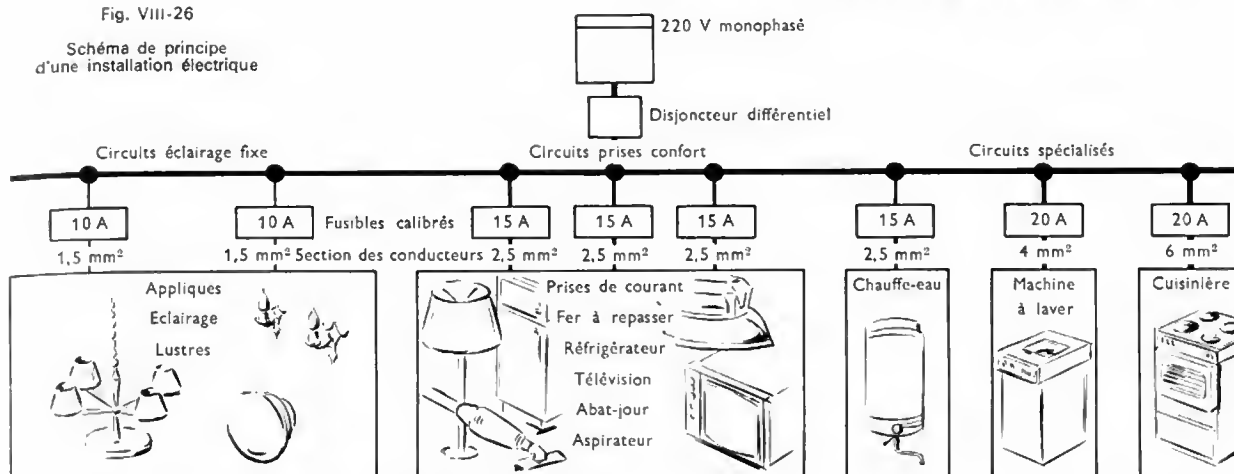 Fig. VIII-26
Schéma de principe
d'une installation électrique
220 V monophasé
Disjoncteur différentiel
Circuits éclairage fixe
Circuits prises confort
Circuits spécialisés
10 A
10 A
Fusibles calibrés
15 A
15 A
15 A
15 A
20 A
20 A
1,5 mm²
1,5 mm²
Section des conducteurs
2,5 mm²
2,5 mm²
2,5 mm²
2,5 mm²
4 mm²
6 mm²
Appliques
Eclairage
Lustres
Prises de courant
Fer à repasser
Réfrigérateur
Télévision
Abat-jour
Aspirateur
Chauffe-eau
Machine
à laver
Cuisinière